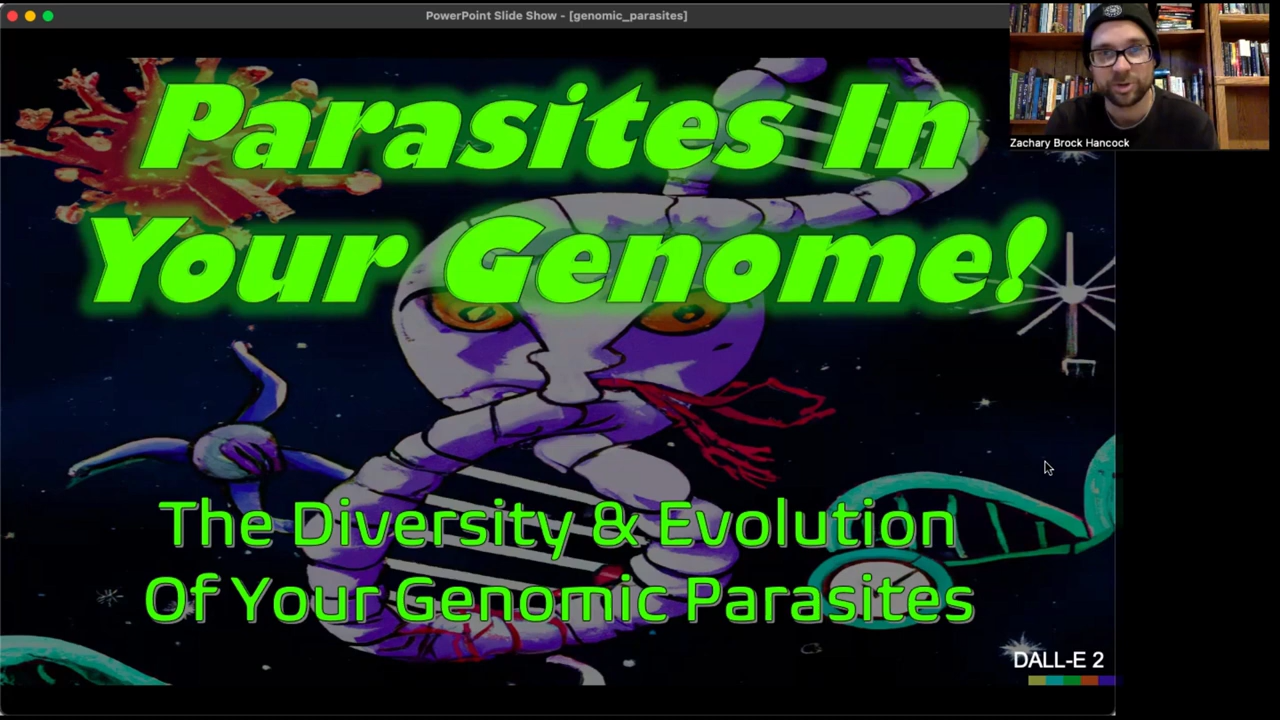 PowerPoint Slide Show - [genomic_parasites]
Zachary Brock Hancock
Parasites In
Your Genome!
The Diversity & Evolution
Of Your Genomic Parasites
DALL-E 2